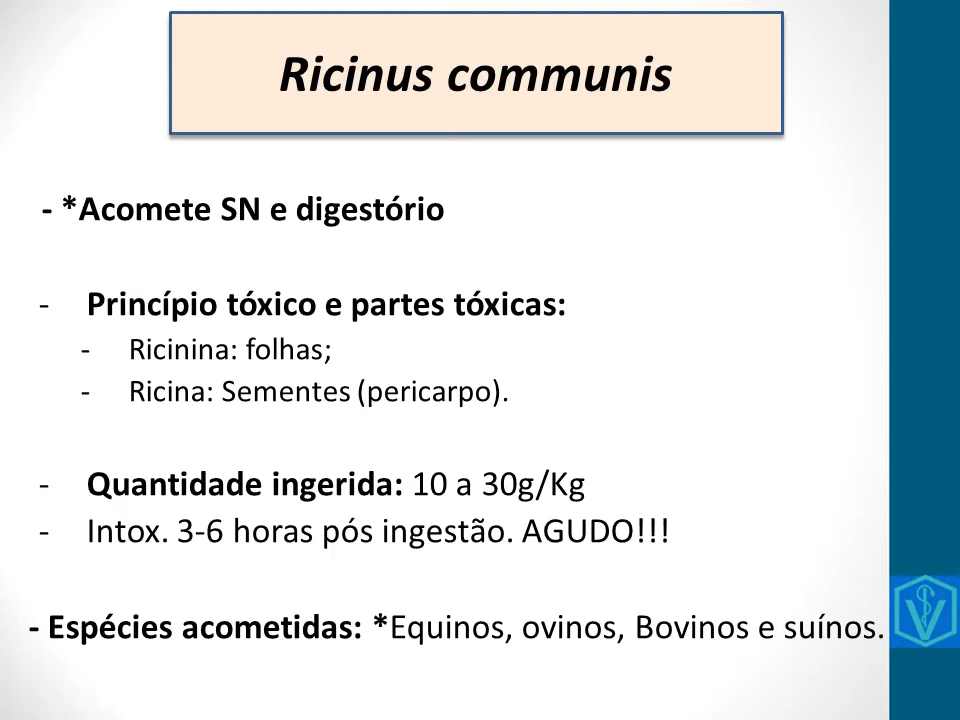 Ricinus communis
- *Acomete SN e digestório
- Princípio tóxico e partes tóxicas:
- Ricinina: folhas;
- Ricina: Sementes (pericarpo).
- Quantidade ingerida: 10 a 30g/Kg
- Intox. 3-6 horas pós ingestão. AGUDO!!!
- Espécies acometidas: *Equinos, ovinos, Bovinos e suínos.
V